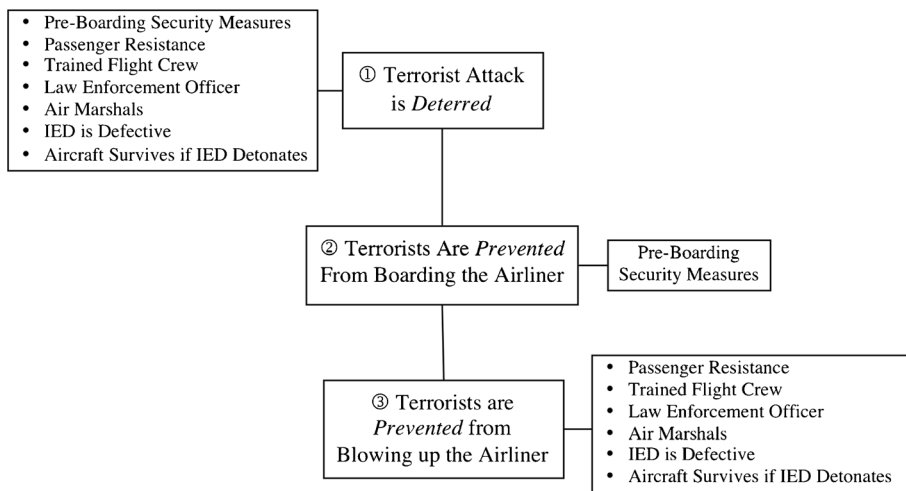 • Pre-Boarding Security Measures
• Passenger Resistance
• Trained Flight Crew
• Law Enforcement Officer
• Air Marshals
• IED is Defective
• Aircraft Survives if IED Detonates
① Terrorist Attack
is Deterred
② Terrorists Are Prevented
From Boarding the Airliner
Pre-Boarding
Security Measures
③ Terrorists are
Prevented from
Blowing up the Airliner
• Passenger Resistance
• Trained Flight Crew
• Law Enforcement Officer
• Air Marshals
• IED is Defective
• Aircraft Survives if IED Detonates